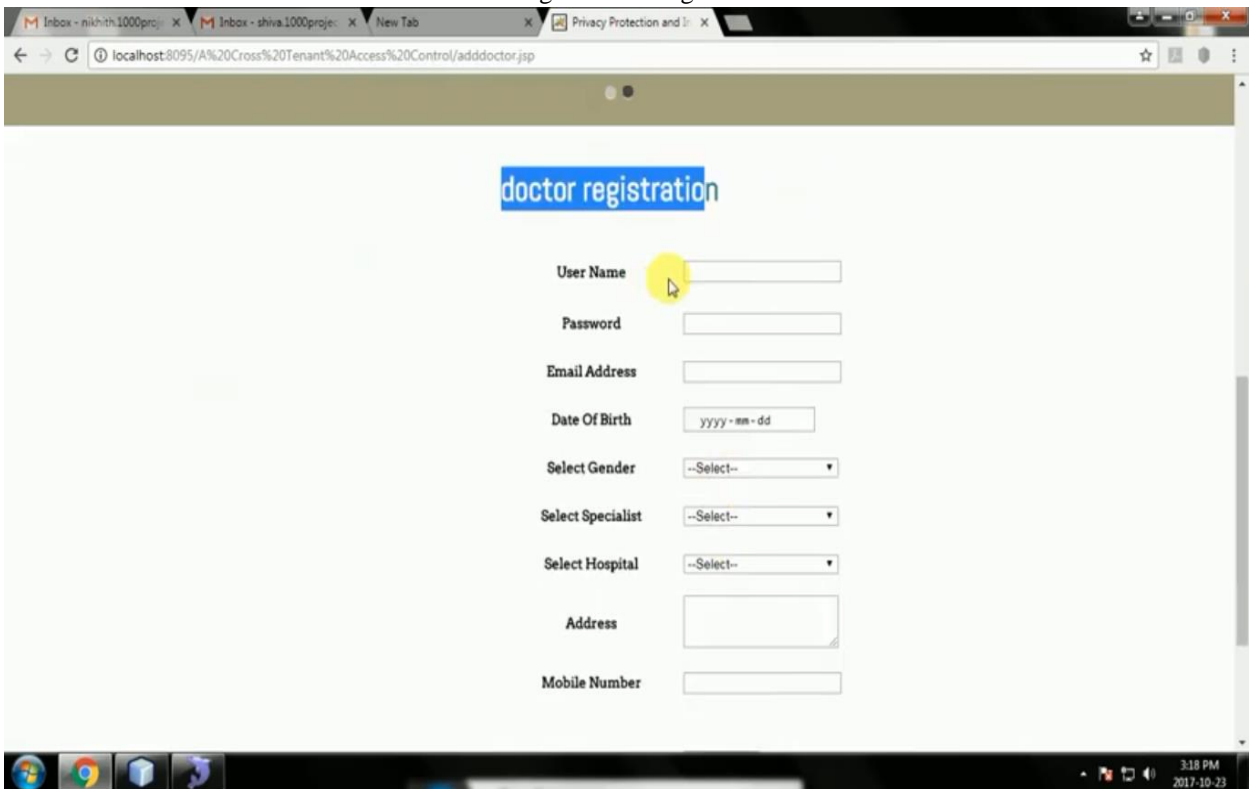 Inbox - nikhith.1000proj
Inbox - shiva.1000projec
New Tab
Privacy Protection and In
localhost:8095/A%20Cross%20Tenant%20Access%20Control/adddoctor.jsp
doctor registration
User Name
Password
Email Address
Date Of Birth yyyy-mm-dd
Select Gender --Select--
Select Specialist --Select--
Select Hospital --Select--
Address
Mobile Number
3:18 PM
2017-10-23